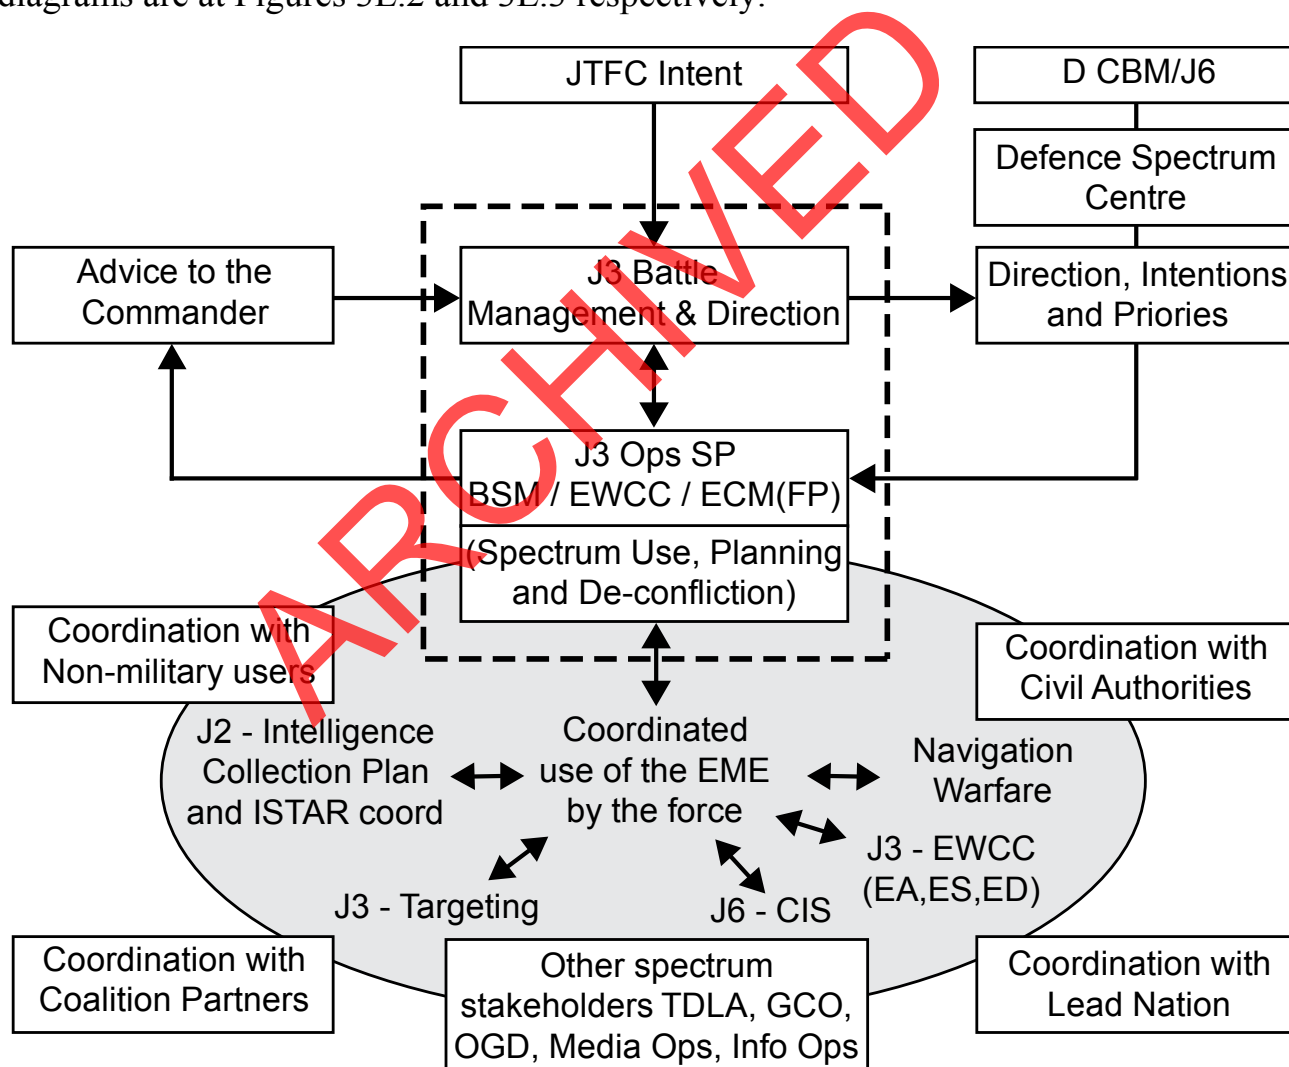 diagrams are at Figures 3E.2 and 3E.3 respectively.
JTFC Intent
D CBM/J6
Defence Spectrum
Centre
Advice to the
Commander
J3 Battle
Management & Direction
Direction, Intentions
and Priories
J3 Ops SP
BSM / EWCC / ECM(FP)
(Spectrum Use, Planning
and De-confliction)
Coordination with
Non-military users
Coordination with
Civil Authorities
J2 - Intelligence
Collection Plan
and ISTAR coord
Coordinated
use of the EME
by the force
Navigation
Warfare
J3 - EWCC
(EA,ES,ED)
J3 - Targeting
J6 - CIS
Coordination with
Coalition Partners
Other spectrum
stakeholders TDLA, GCO,
OGD, Media Ops, Info Ops
Coordination with
Lead Nation
ARCHIVED